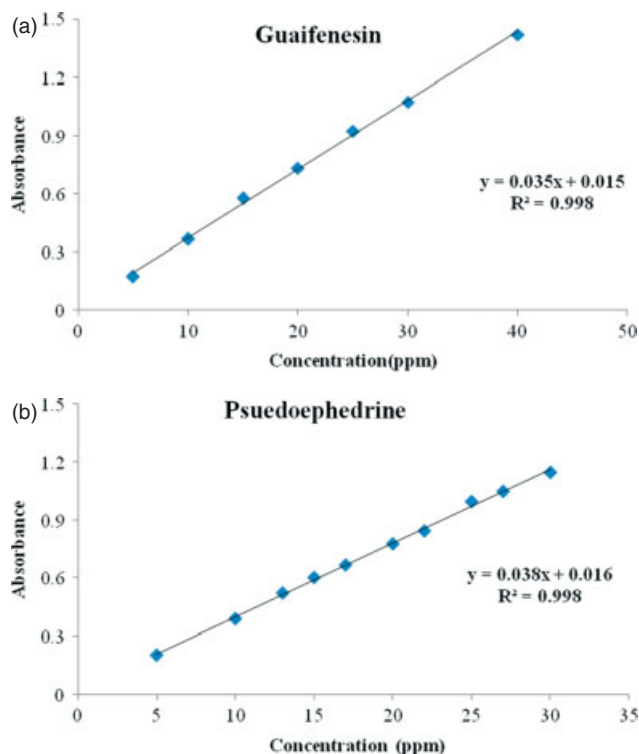 (a)
Guaifenesin
Absorbance
1.5
1.2
0.9
0.6
0.3
0
y = 0.035x + 0.015
R² = 0.998
0 10 20 30 40 50
Concentration(ppm)
(b)
Psuedoephedrine
Absorbance
1.5
1.2
0.9
0.6
0.3
0
y = 0.038x + 0.016
R² = 0.998
0 5 10 15 20 25 30 35
Concentration (ppm)